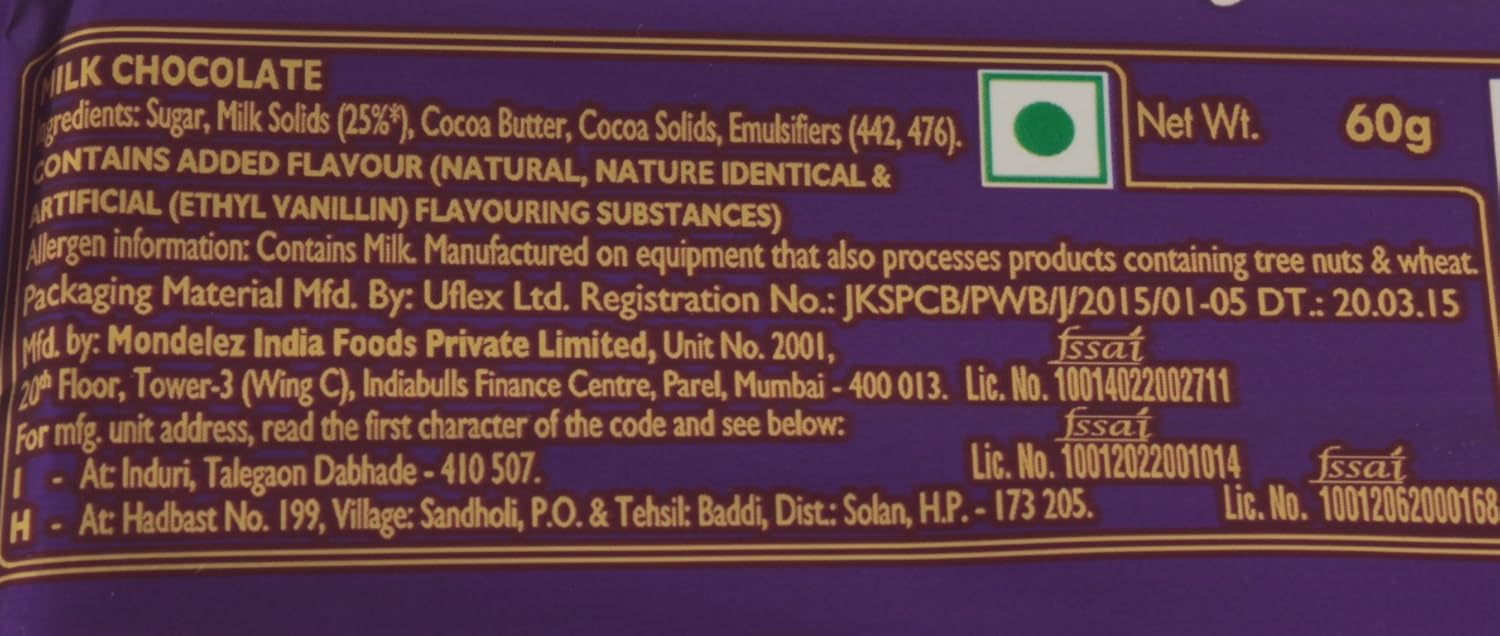 MILK CHOCOLATE
Ingredients: Sugar, Milk Solids (25%*), Cocoa Butter, Cocoa Solids, Emulsifiers (442, 476).
Net Wt. 60g
CONTAINS ADDED FLAVOUR (NATURAL, NATURE IDENTICAL &
ARTIFICIAL (ETHYL VANILLIN) FLAVOURING SUBSTANCES)
Allergen information: Contains Milk. Manufactured on equipment that also processes products containing tree nuts & wheat.
Packaging Material Mfd. By: Uflex Ltd. Registration No.: JKSPCB/PWB/J/2015/01-05 DT.: 20.03.15
Mfd. by: Mondelez India Foods Private Limited, Unit No. 2001,
fssai
20th Floor, Tower-3 (Wing C), Indiabulls Finance Centre, Parel, Mumbai - 400 013. Lic. No. 10014022002711
For mfg. unit address, read the first character of the code and see below:
fssai
I - At: Induri, Talegaon Dabhade - 410 507. Lic. No. 10012022001014
fssai
H - At: Hadbast No. 199, Village: Sandholi, P.O. & Tehsil: Baddi, Dist.: Solan, H.P. - 173 205. Lic. No. 10012062000168